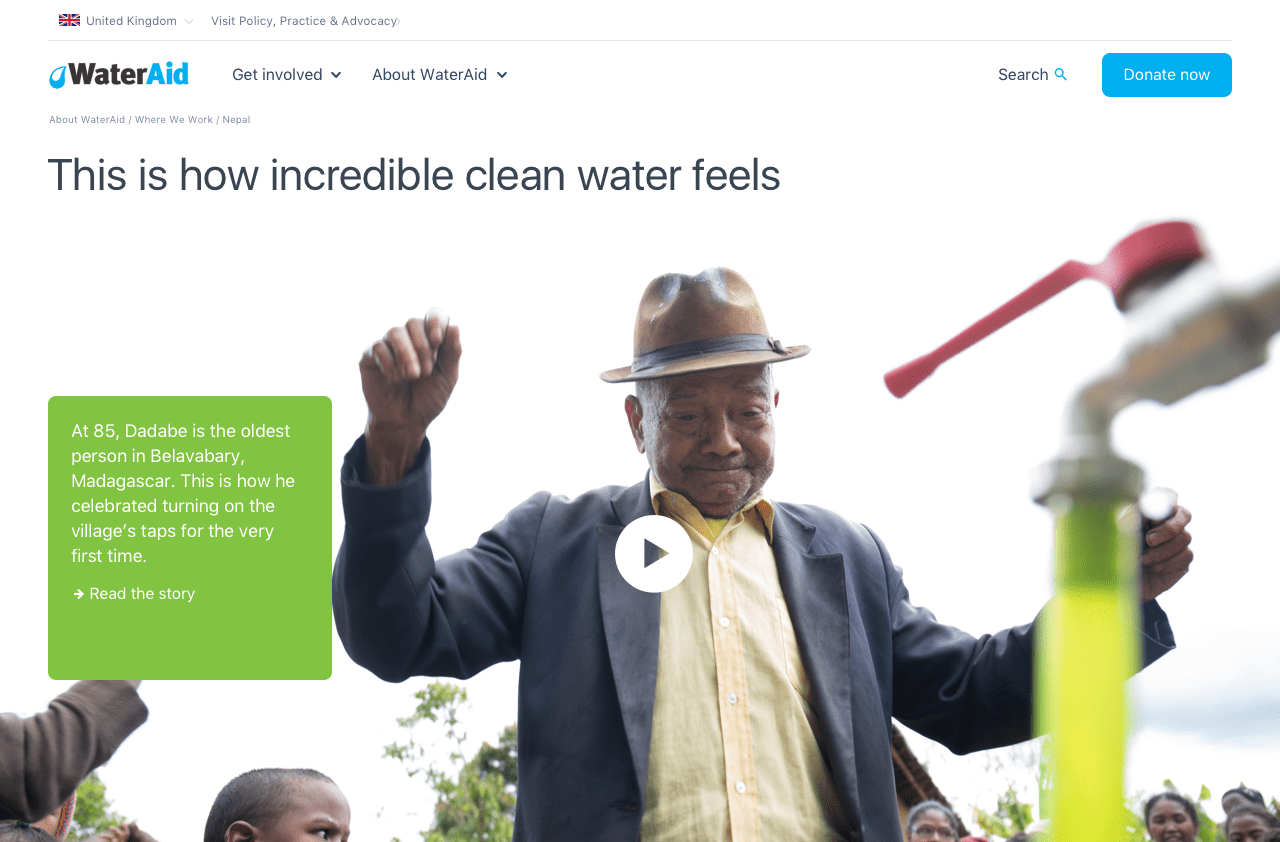 United Kingdom
Visit Policy, Practice & Advocacy
WaterAid
Get involved
About WaterAid
Search
Donate now
About WaterAid / Where We Work / Nepal
This is how incredible clean water feels
At 85, Dadabe is the oldest
person in Belavabary,
Madagascar. This is how he
celebrated turning on the
village’s taps for the very
first time.
Read the story